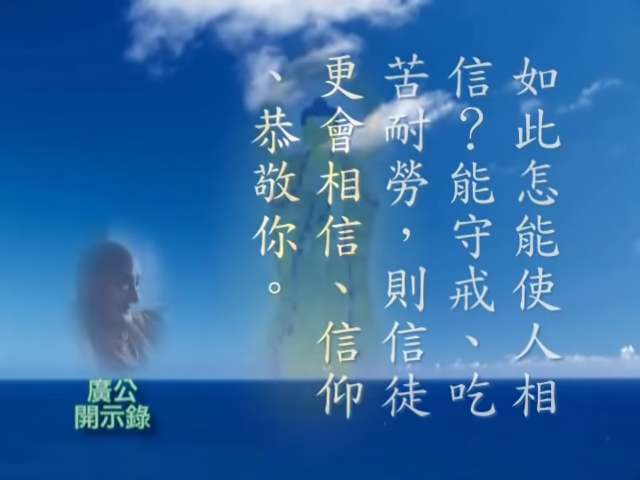 如此怎能使人相
信？能守戒、吃
苦耐勞，則信徒
更會相信、信仰
、恭敬你。
廣公
開示錄